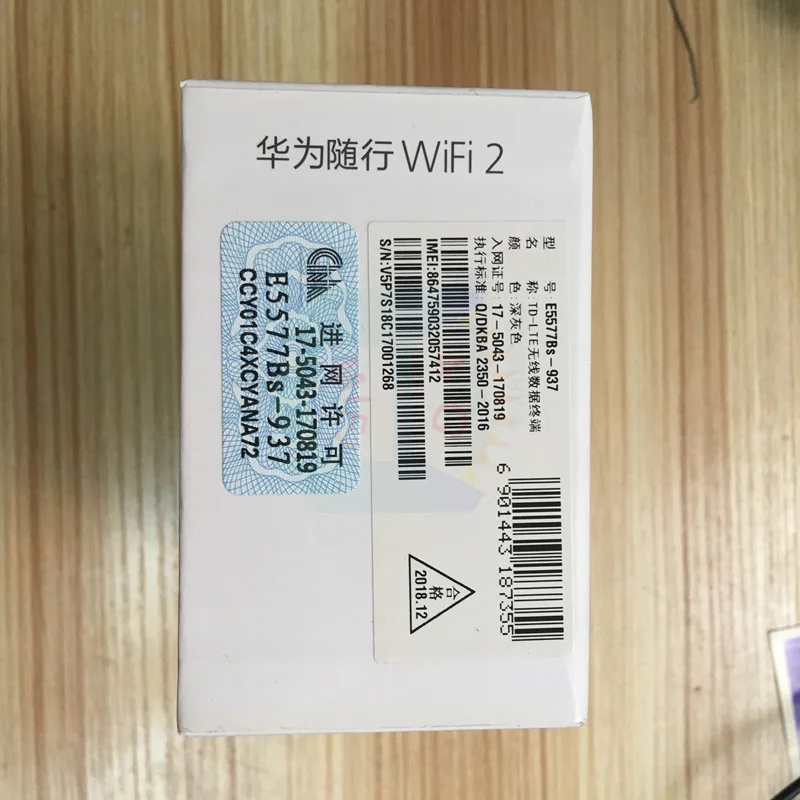 华为随行 WiFi 2
进网许可
17-5043-170819
B5577Bs-937
CCY01C4XCYANA72
型 号: E5577Bs-937
名 称: TD-LTE无线数据终端
颜 色: 深灰色
入网证号: 17-5043-170819
执行标准: Q/DKBA 2350-2016
IMEI:864759032057412
S/N:V5P7S18C17001268
6 901443 187355
合格
2018.12